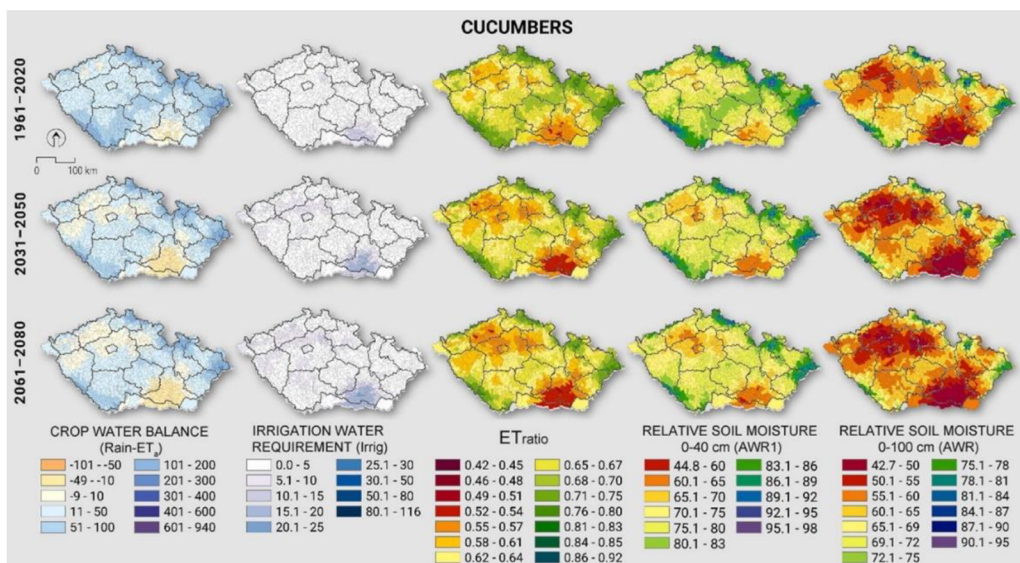 CUCUMBERS
1961–2020
0 100 km
2031–2050
2061–2080
CROP WATER BALANCE
(Rain-ETa)
-101 --50
-49 --10
-9 - 10
11 - 50
51 - 100
101 - 200
201 - 300
301 - 400
401 - 600
601 - 940
IRRIGATION WATER
REQUIREMENT (Irrig)
0.0 - 5
5.1 - 10
10.1 - 15
15.1 - 20
20.1 - 25
25.1 - 30
30.1 - 50
50.1 - 80
80.1 - 116
ETratio
0.42 - 0.45
0.46 - 0.48
0.49 - 0.51
0.52 - 0.54
0.55 - 0.57
0.58 - 0.61
0.62 - 0.64
0.65 - 0.67
0.68 - 0.70
0.71 - 0.75
0.76 - 0.80
0.81 - 0.83
0.84 - 0.85
0.86 - 0.92
RELATIVE SOIL MOISTURE
0-40 cm (AWR1)
44.8 - 60
60.1 - 65
65.1 - 70
70.1 - 75
75.1 - 80
80.1 - 83
83.1 - 86
86.1 - 89
89.1 - 92
92.1 - 95
95.1 - 98
RELATIVE SOIL MOISTURE
0-100 cm (AWR)
42.7 - 50
50.1 - 55
55.1 - 60
60.1 - 65
65.1 - 69
69.1 - 72
72.1 - 75
75.1 - 78
78.1 - 81
81.1 - 84
84.1 - 87
87.1 - 90
90.1 - 95